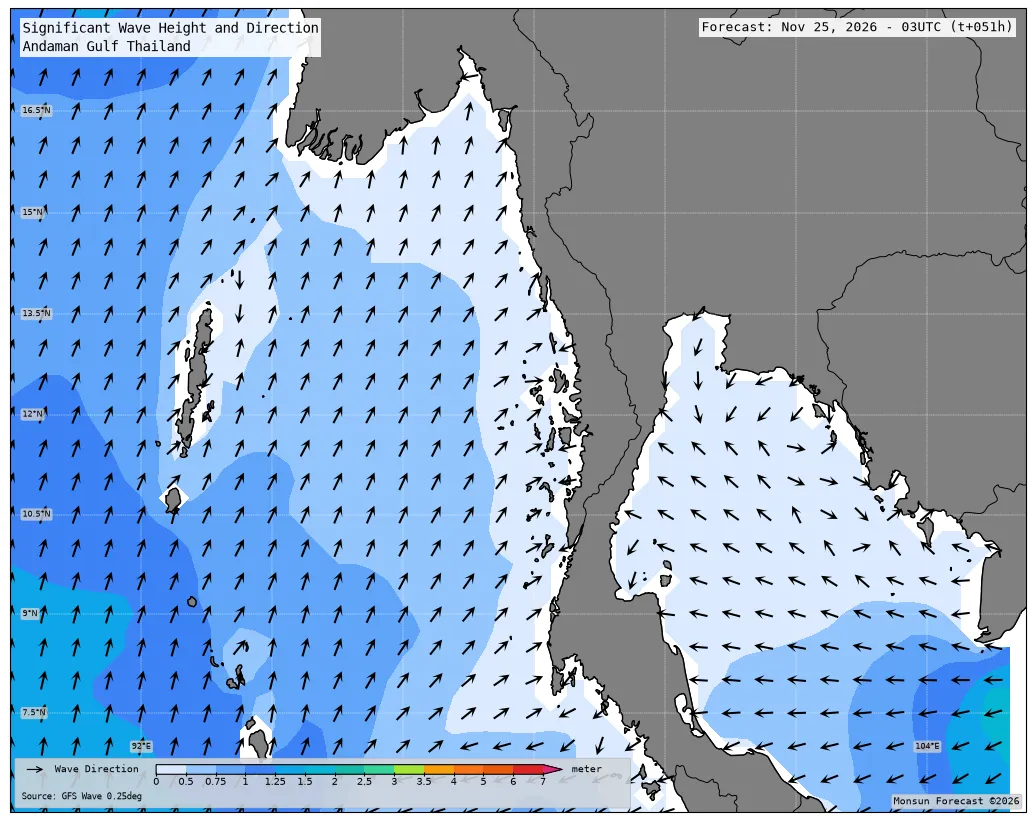 Significant Wave Height and Direction
Andaman Gulf Thailand
Forecast: Nov 25, 2026 - 03UTC (t+051h)
16.5°N
15°N
13.5°N
12°N
10.5°N
9°N
7.5°N
92°E
104°E
Wave Direction
0 0.5 0.75 1 1.25 1.5 2 2.5 3 3.5 4 5 6 7
meter
Source: GFS Wave 0.25deg
Monsun Forecast ©2026